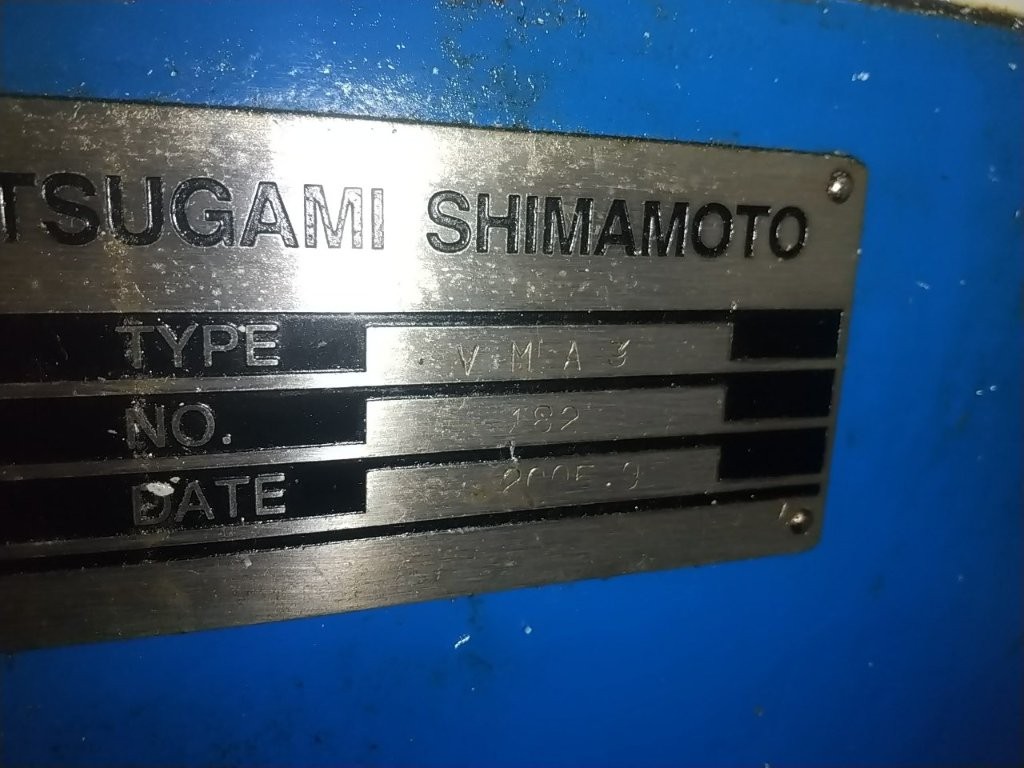 TSUGAMI SHIMAMOTO
TYPE VMA3
NO. 182
DATE 2005.9